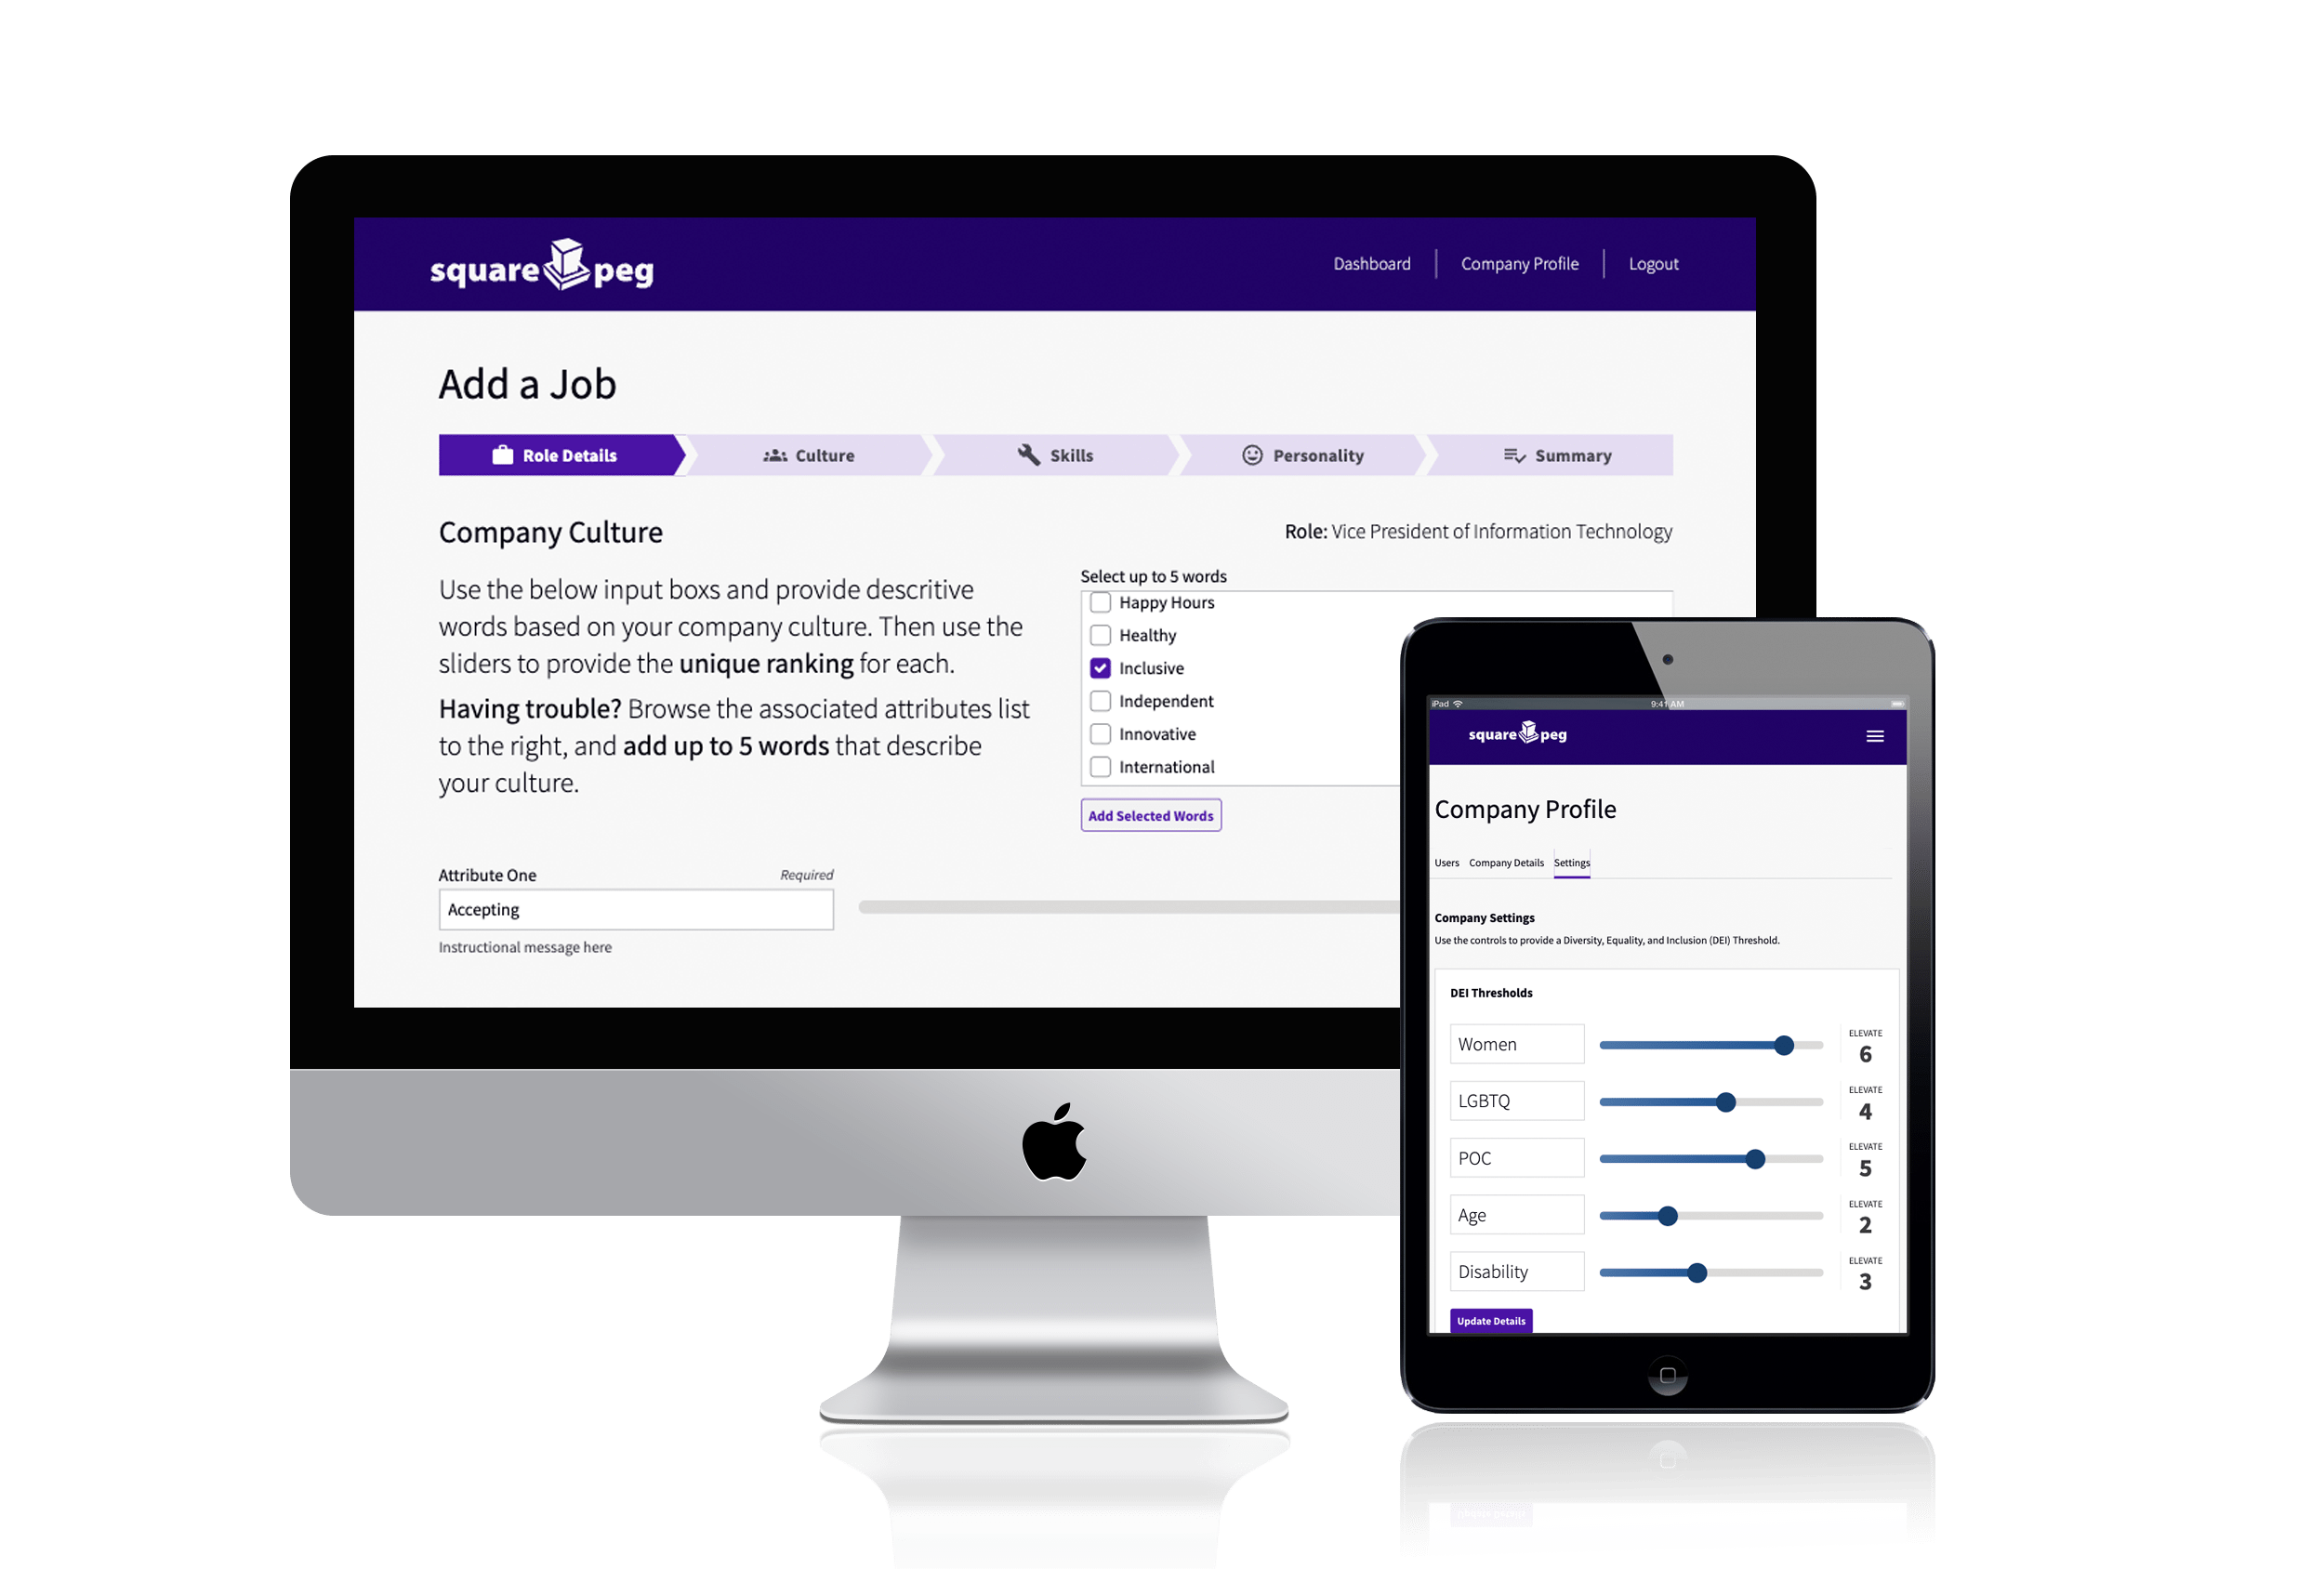 square peg
Dashboard
Company Profile
Logout
Add a Job
Role Details
Culture
Skills
Personality
Summary
Company Culture
Role: Vice President of Information Technology
Use the below input boxs and provide descritive
words based on your company culture. Then use the
sliders to provide the unique ranking for each.
Having trouble? Browse the associated attributes list
to the right, and add up to 5 words that describe
your culture.
Select up to 5 words
Happy Hours
Healthy
Inclusive
Independent
Innovative
International
Add Selected Words
Attribute One
Required
Accepting
Instructional message here
iPad
9:41 AM
square peg
Company Profile
Users
Company Details
Settings
Company Settings
Use the controls to provide a Diversity, Equality, and Inclusion (DEI) Threshold.
DEI Thresholds
Women
ELEVATE
6
LGBTQ
ELEVATE
4
POC
ELEVATE
5
Age
ELEVATE
2
Disability
ELEVATE
3
Update Details